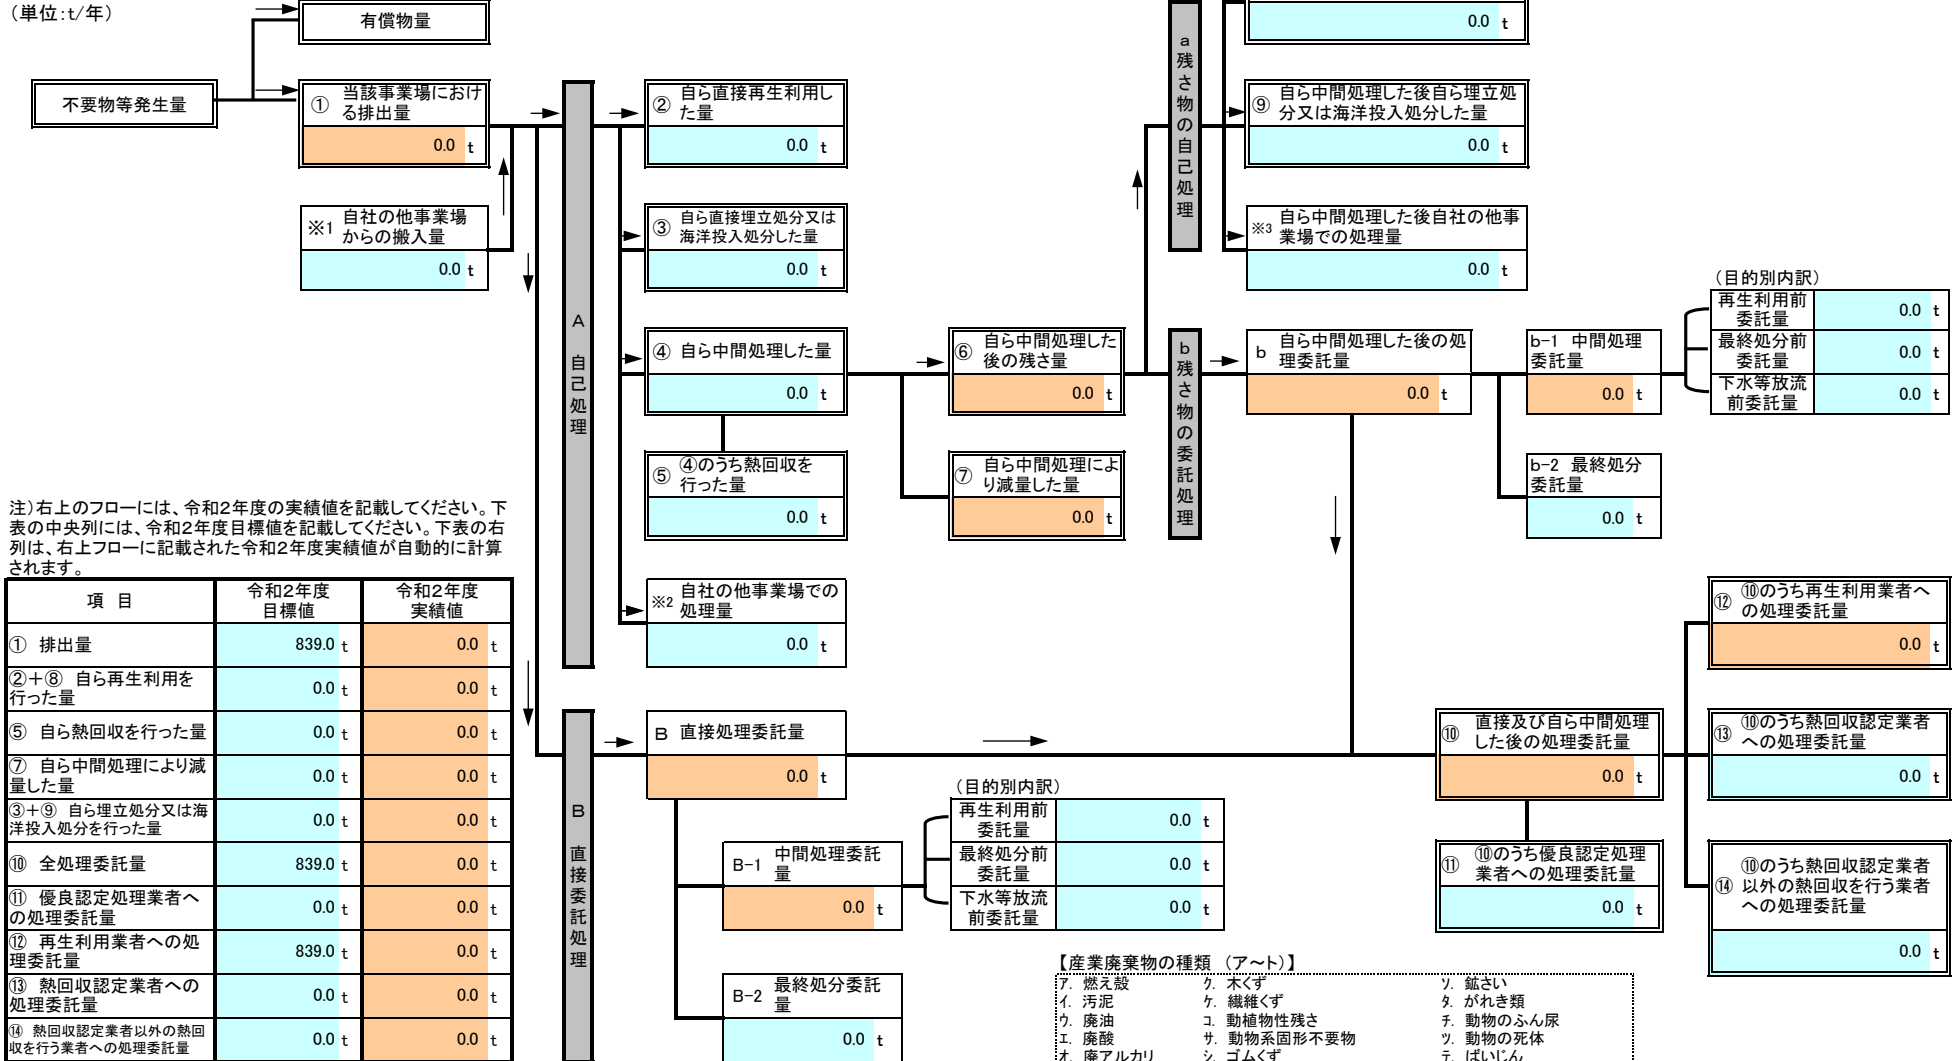 （単位:t/年）
有償物量
0.0 t
不要物等発生量
① 当該事業場におけ
る排出量
0.0 t
※1 自社の他事業場
からの搬入量
0.0 t
A 自己処理
② 自ら直接再生利用し
た量
0.0 t
③ 自ら直接埋立処分又は
海洋投入処分した量
0.0 t
④ 自ら中間処理した量
0.0 t
⑤ ④のうち熱回収を
行った量
0.0 t
※2 自社の他事業場での
処理量
0.0 t
⑥ 自ら中間処理した
後の残さ量
0.0 t
⑦ 自ら中間処理によ
り減量した量
0.0 t
a 残さ物の自己処理
⑨ 自ら中間処理した後自ら埋立処
分又は海洋投入処分した量
0.0 t
※3 自ら中間処理した後自社の他事
業場での処理量
0.0 t
b 残さ物の委託処理
b 自ら中間処理した後の処
理委託量
0.0 t
b-1 中間処理
委託量
0.0 t
b-2 最終処分
委託量
0.0 t
（目的別内訳）
再生利用前
委託量 0.0 t
最終処分前
委託量 0.0 t
下水等放流
前委託量 0.0 t
注）右上のフローには、令和2年度の実績値を記載してください。下
表の中央列には、令和2年度目標値を記載してください。下表の右
列は、右上フローに記載された令和2年度実績値が自動的に計算
されます。
項 目 令和2年度
目標値 令和2年度
実績値
① 排出量 839.0 t 0.0 t
②＋⑧ 自ら再生利用を
行った量 0.0 t 0.0 t
⑤ 自ら熱回収を行った量 0.0 t 0.0 t
⑦ 自ら中間処理により減
量した量 0.0 t 0.0 t
③＋⑨ 自ら埋立処分又は海
洋投入処分を行った量 0.0 t 0.0 t
⑩ 全処理委託量 839.0 t 0.0 t
⑪ 優良認定処理業者へ
の処理委託量 0.0 t 0.0 t
⑫ 再生利用業者への処
理委託量 839.0 t 0.0 t
⑬ 熱回収認定業者への
処理委託量 0.0 t 0.0 t
⑭ 熱回収認定業者以外の熱回
収を行う業者への処理委託量 0.0 t 0.0 t
B 直接委託処理
B 直接処理委託量
0.0 t
B-1 中間処理委託
量
0.0 t
B-2 最終処分委託
量
0.0 t
（目的別内訳）
再生利用前
委託量 0.0 t
最終処分前
委託量 0.0 t
下水等放流
前委託量 0.0 t
⑩ 直接及び自ら中間処理
した後の処理委託量
0.0 t
⑪ ⑩のうち優良認定処理
業者への処理委託量
0.0 t
⑫ ⑩のうち再生利用業者へ
の処理委託量
0.0 t
⑬ ⑩のうち熱回収認定業者
への処理委託量
0.0 t
⑭ ⑩のうち熱回収認定業者
以外の熱回収を行う業者
への処理委託量
0.0 t
【産業廃棄物の種類 （ア～ト）】
ア. 燃え殻 ク. 木くず ソ. 鉱さい
イ. 汚泥 ケ. 繊維くず タ. がれき類
ウ. 廃油 コ. 動植物性残さ チ. 動物のふん尿
エ. 廃酸 サ. 動物系固形不要物 ツ. 動物の死体
オ. 廃アルカリ シ. ゴムくず テ. ばいじん